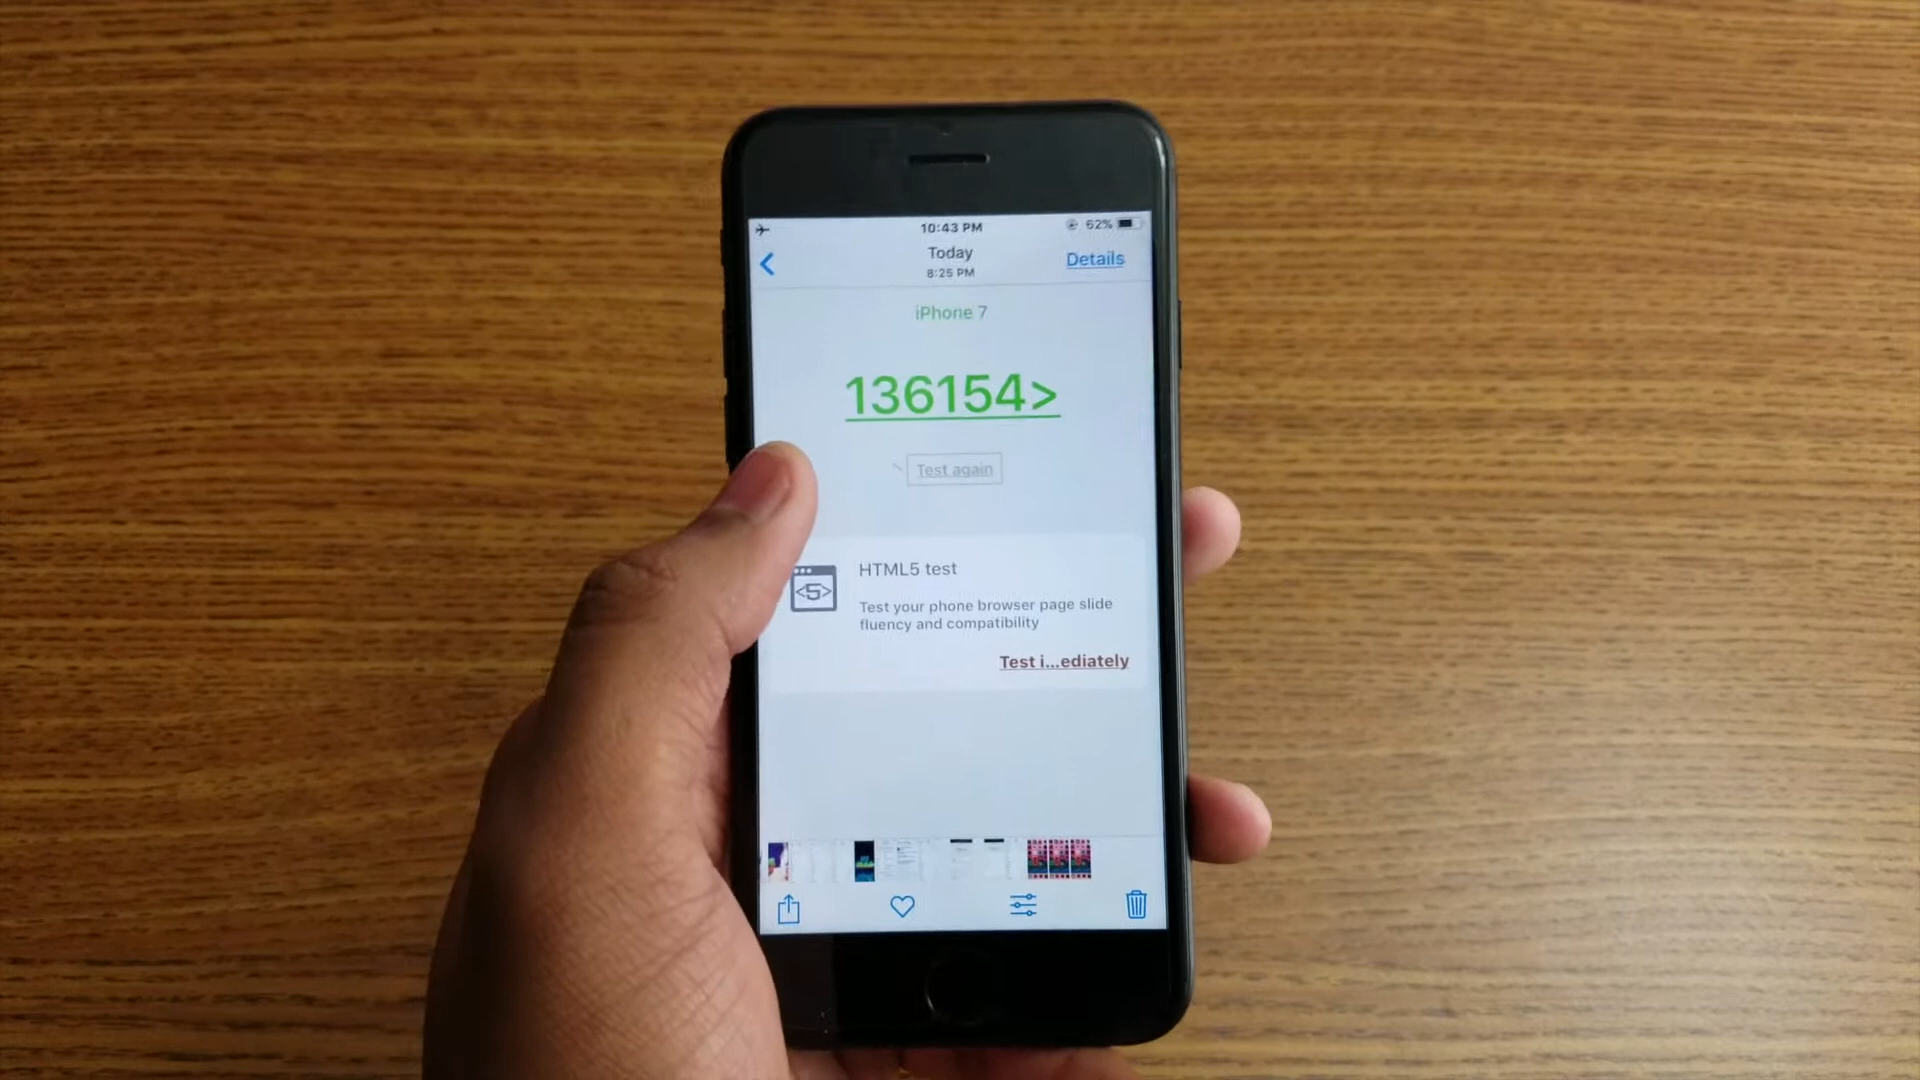 10:43 PM
62%
Today
8:25 PM
Details
iPhone 7
136154>
Test again
<5>
HTML5 test
Test your phone browser page slide
fluency and compatibility
Test i...ediately